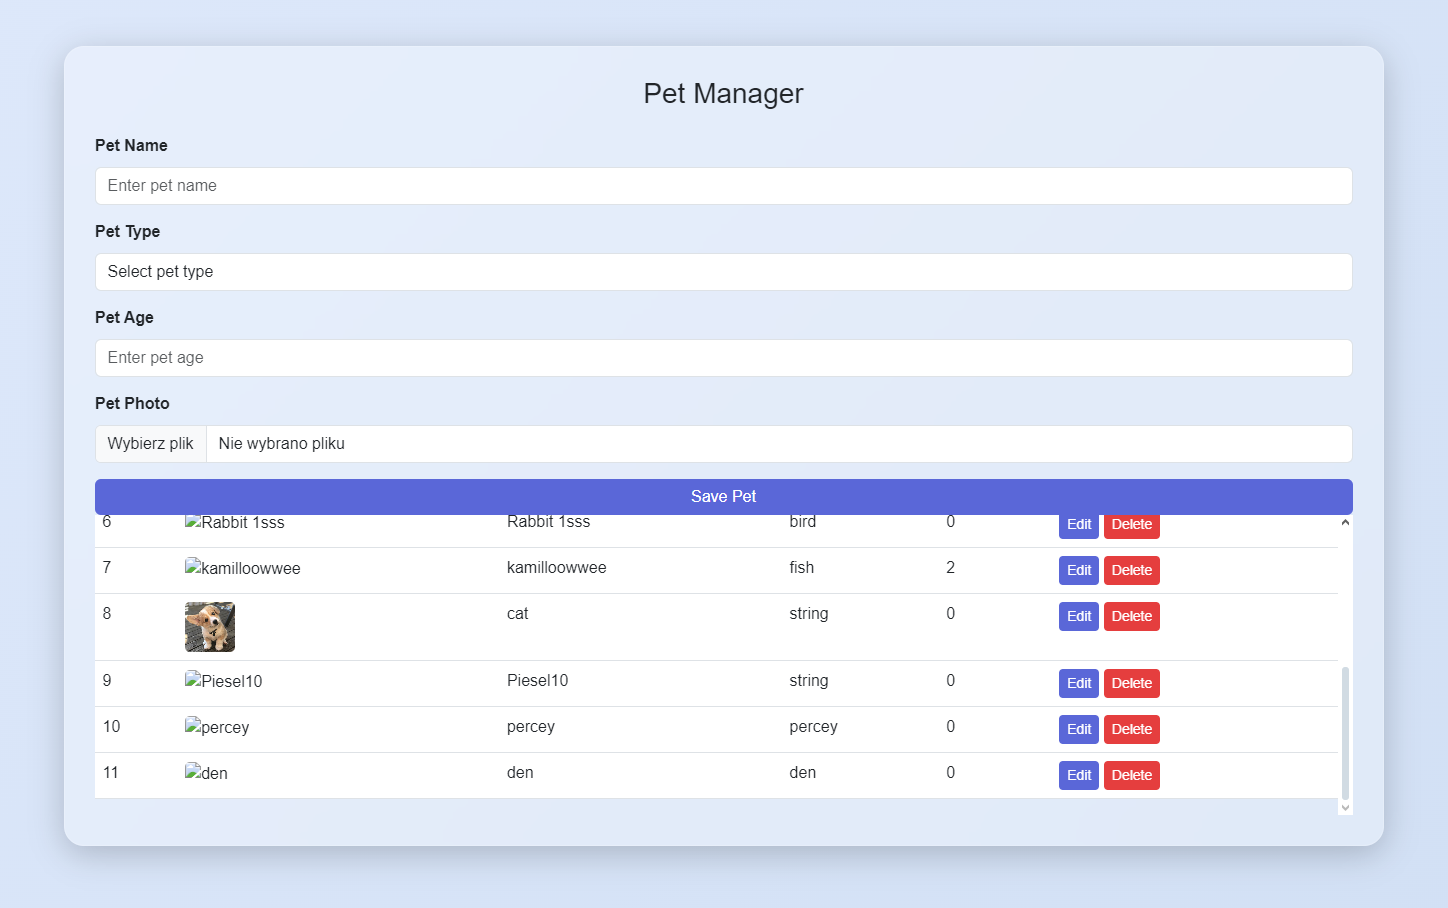 Pet Manager
Pet Name
Enter pet name
Pet Type
Select pet type
Pet Age
Enter pet age
Pet Photo
Wybierz plik Nie wybrano pliku
Save Pet
6 Rabbit 1sss Rabbit 1sss bird 0 Edit Delete
7 kamilloowwee kamilloowwee fish 2 Edit Delete
8 cat string 0 Edit Delete
9 Piesel10 Piesel10 string 0 Edit Delete
10 percey percey percey 0 Edit Delete
11 den den den 0 Edit Delete